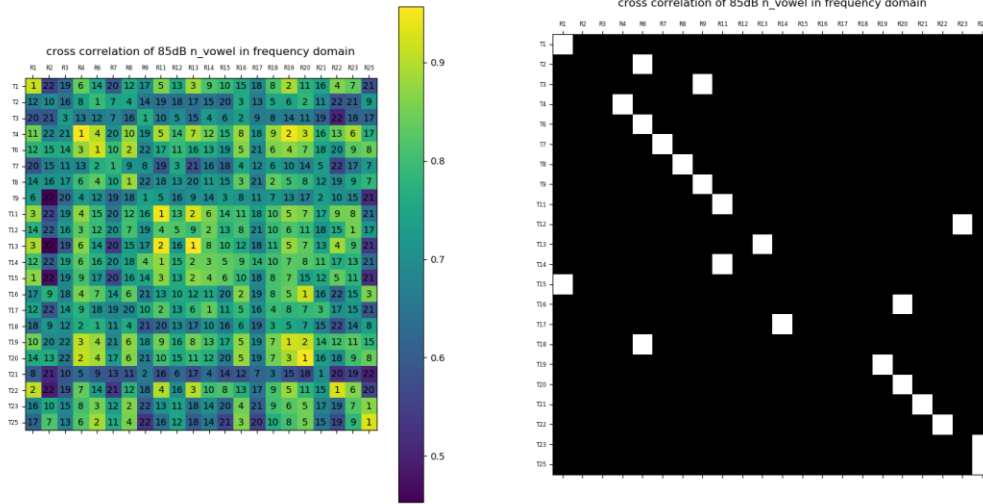 cross correlation of 85dB n_vowel in frequency domain
R1 R2 R3 R4 R6 R7 R8 R9 R11 R12 R13 R14 R15 R16 R17 R18 R19 R20 R21 R22 R23 R25
T1 1 22 19 6 14 20 12 17 5 13 3 9 10 15 18 8 2 11 16 4 7 21
T2 12 10 16 8 1 7 4 14 19 18 17 15 20 3 13 5 6 2 11 22 21 9
T3 20 21 3 13 12 7 16 1 10 5 15 4 6 2 9 8 14 11 19 22 18 17
T4 11 22 21 1 4 20 10 19 5 14 7 12 15 8 18 9 2 3 16 13 6 17
T6 12 15 14 3 1 10 2 22 17 11 16 13 19 5 21 6 4 7 18 20 9 8
T7 20 15 11 13 2 1 9 8 19 3 21 16 18 4 12 6 10 14 5 22 17 7
T8 14 16 17 6 4 10 1 22 18 13 20 11 15 3 21 2 5 8 12 19 9 7
T9 6 22 20 4 12 19 18 1 5 16 9 14 3 8 11 7 13 17 2 10 15 21
T11 3 22 19 4 15 20 12 16 1 13 2 6 14 11 18 10 5 7 17 9 8 21
T12 14 22 16 3 12 20 7 19 4 5 9 2 13 8 21 10 6 11 18 15 1 17
T13 3 22 19 6 14 20 15 17 2 16 1 8 10 12 18 11 5 7 13 4 9 21
T14 12 22 19 6 16 20 18 4 1 15 2 3 5 9 14 10 7 8 11 17 13 21
T15 1 22 19 9 17 20 16 14 3 13 2 4 6 10 18 8 7 15 12 5 11 21
T16 17 9 18 4 7 14 6 21 13 10 12 11 20 2 19 8 5 1 16 22 15 3
T17 12 22 14 9 18 19 20 10 2 13 6 1 11 5 16 4 8 7 3 15 17 21
T18 18 9 12 2 1 11 4 21 20 13 17 10 16 6 19 3 5 7 15 22 14 8
T19 10 20 22 3 4 17 6 18 9 16 8 13 19 5 21 7 1 2 14 12 11 15
T20 14 13 22 2 4 17 6 21 10 15 11 12 20 5 19 7 3 1 16 18 9 8
T21 8 21 10 5 9 13 11 2 16 6 17 4 14 12 7 3 15 18 1 20 19 22
T22 2 22 19 7 14 21 12 18 4 16 3 10 8 13 17 9 5 11 15 1 6 20
T23 16 10 15 8 3 12 2 22 13 11 18 14 20 4 21 9 6 5 17 19 7 1
T25 17 7 13 6 2 11 4 22 16 12 18 14 21 3 20 10 8 5 15 19 9 1
0.9
0.8
0.7
0.6
0.5
cross correlation of 85dB n_vowel in frequency domain
R1 R2 R3 R4 R6 R7 R8 R9 R11 R12 R13 R14 R15 R16 R17 R18 R19 R20 R21 R22 R23
T1
T2
T3
T4
T6
T7
T8
T9
T11
T12
T13
T14
T15
T16
T17
T18
T19
T20
T21
T22
T23
T25